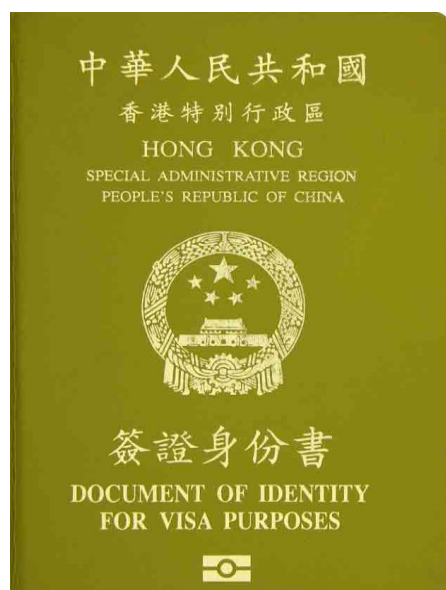 中華人民共和國
香港特別行政區
HONG KONG
SPECIAL ADMINISTRATIVE REGION
PEOPLE'S REPUBLIC OF CHINA
簽證身份書
DOCUMENT OF IDENTITY
FOR VISA PURPOSES